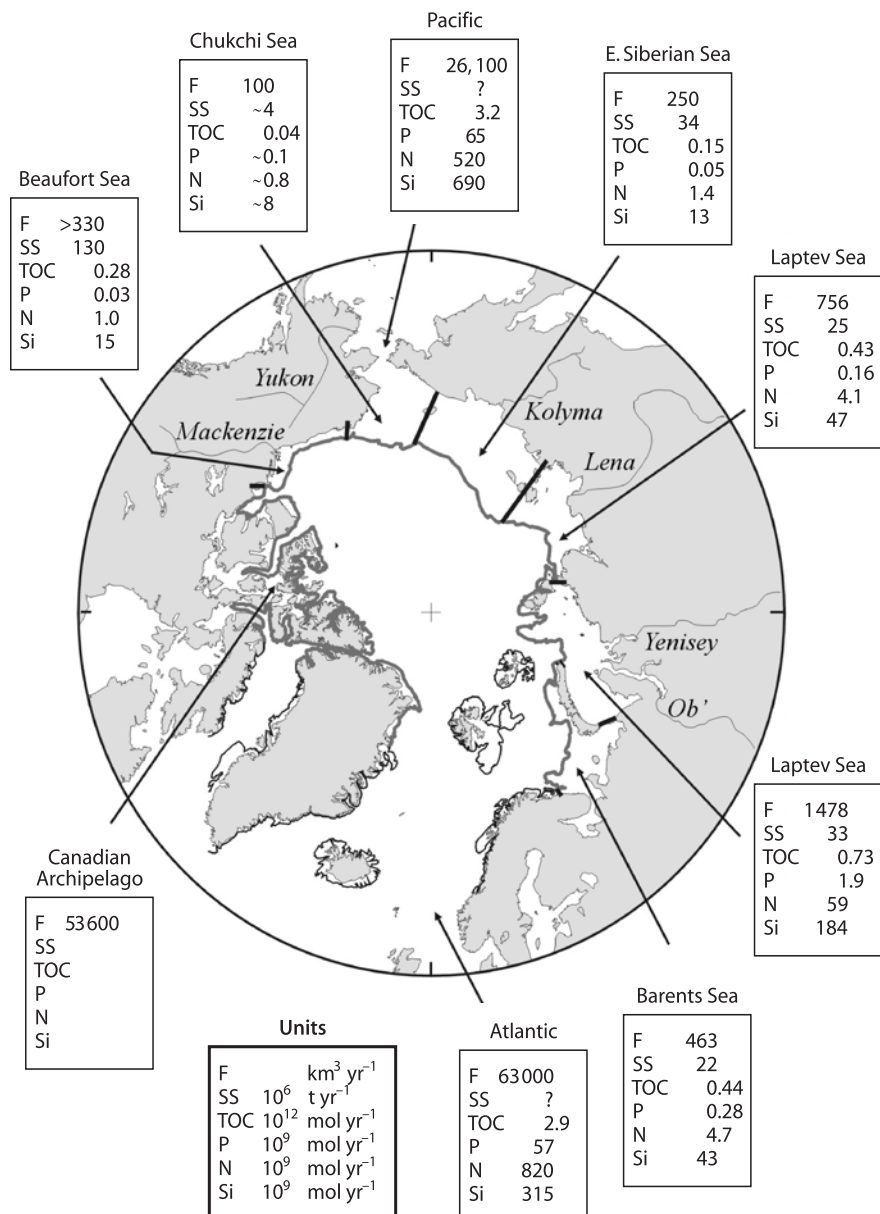 Pacific
F 26,100
SS ?
TOC 3.2
P 65
N 520
Si 690
Chukchi Sea
F 100
SS ~4
TOC 0.04
P ~0.1
N ~0.8
Si ~8
E. Siberian Sea
F 250
SS 34
TOC 0.15
P 0.05
N 1.4
Si 13
Beaufort Sea
F >330
SS 130
TOC 0.28
P 0.03
N 1.0
Si 15
Laptev Sea
F 756
SS 25
TOC 0.43
P 0.16
N 4.1
Si 47
Yukon
Mackenzie
Kolyma
Lena
Yenisey
Ob’
Laptev Sea
F 1478
SS 33
TOC 0.73
P 1.9
N 59
Si 184
Canadian
Archipelago
F 53600
SS
TOC
P
N
Si
Units
F km³ yr⁻¹
SS 10⁶ t yr⁻¹
TOC 10¹² mol yr⁻¹
P 10⁹ mol yr⁻¹
N 10⁹ mol yr⁻¹
Si 10⁹ mol yr⁻¹
Atlantic
F 63000
SS ?
TOC 2.9
P 57
N 820
Si 315
Barents Sea
F 463
SS 22
TOC 0.44
P 0.28
N 4.7
Si 43